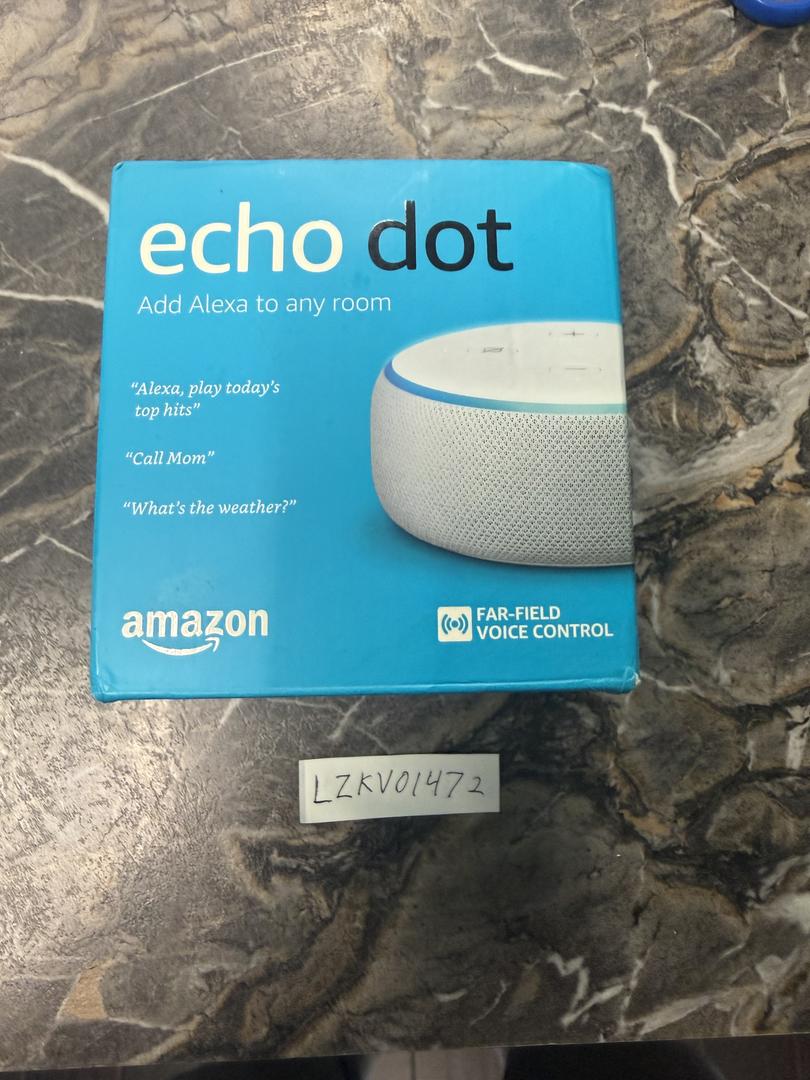 echo dot
Add Alexa to any room
“Alexa, play today’s
top hits”
“Call Mom”
“What’s the weather?”
amazon
FAR-FIELD
VOICE CONTROL
LZKV01472